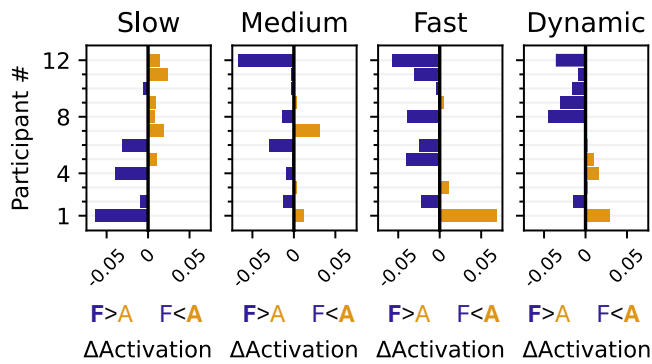 Slow Medium Fast Dynamic
Participant #
12
8
4
1
-0.05 0 0.05 -0.05 0 0.05 -0.05 0 0.05 -0.05 0 0.05
F>A F<A F>A F<A F>A F<A F>A F<A
ΔActivation ΔActivation ΔActivation ΔActivation